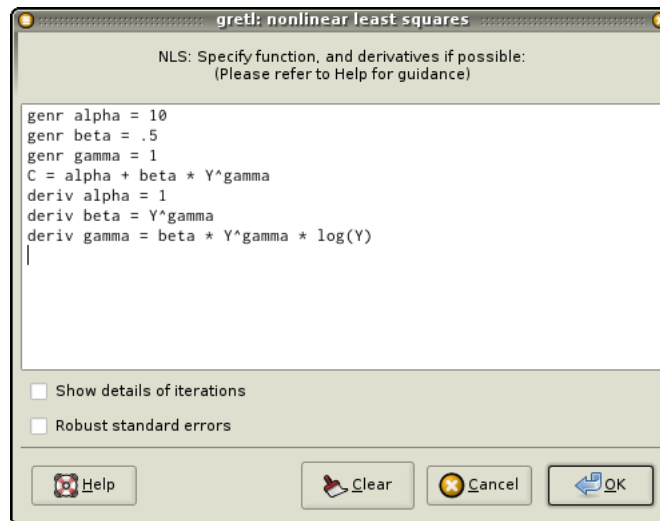 gretl: nonlinear least squares
NLS: Specify function, and derivatives if possible:
(Please refer to Help for guidance)
genr alpha = 10
genr beta = .5
genr gamma = 1
C = alpha + beta * Y^gamma
deriv alpha = 1
deriv beta = Y^gamma
deriv gamma = beta * Y^gamma * log(Y)
Show details of iterations
Robust standard errors
Help Clear Cancel OK